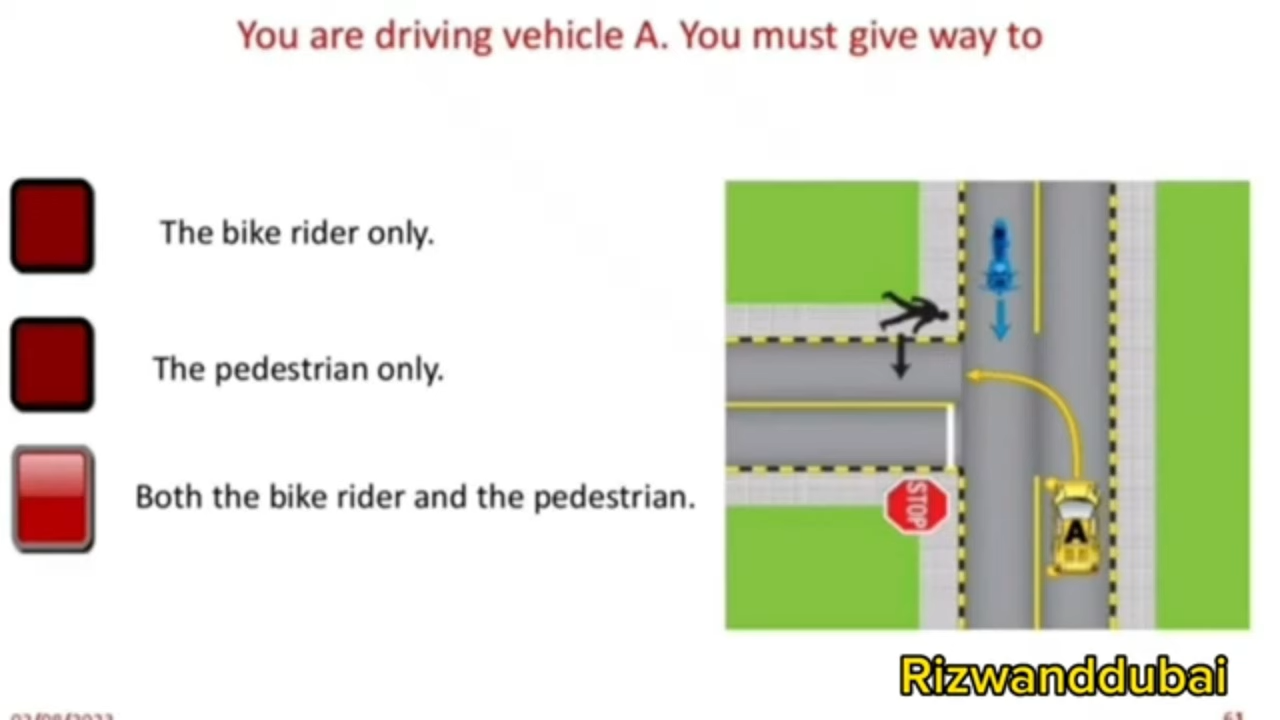 You are driving vehicle A. You must give way to
The bike rider only.
The pedestrian only.
Both the bike rider and the pedestrian.
STOP
A
Rizwanddubai